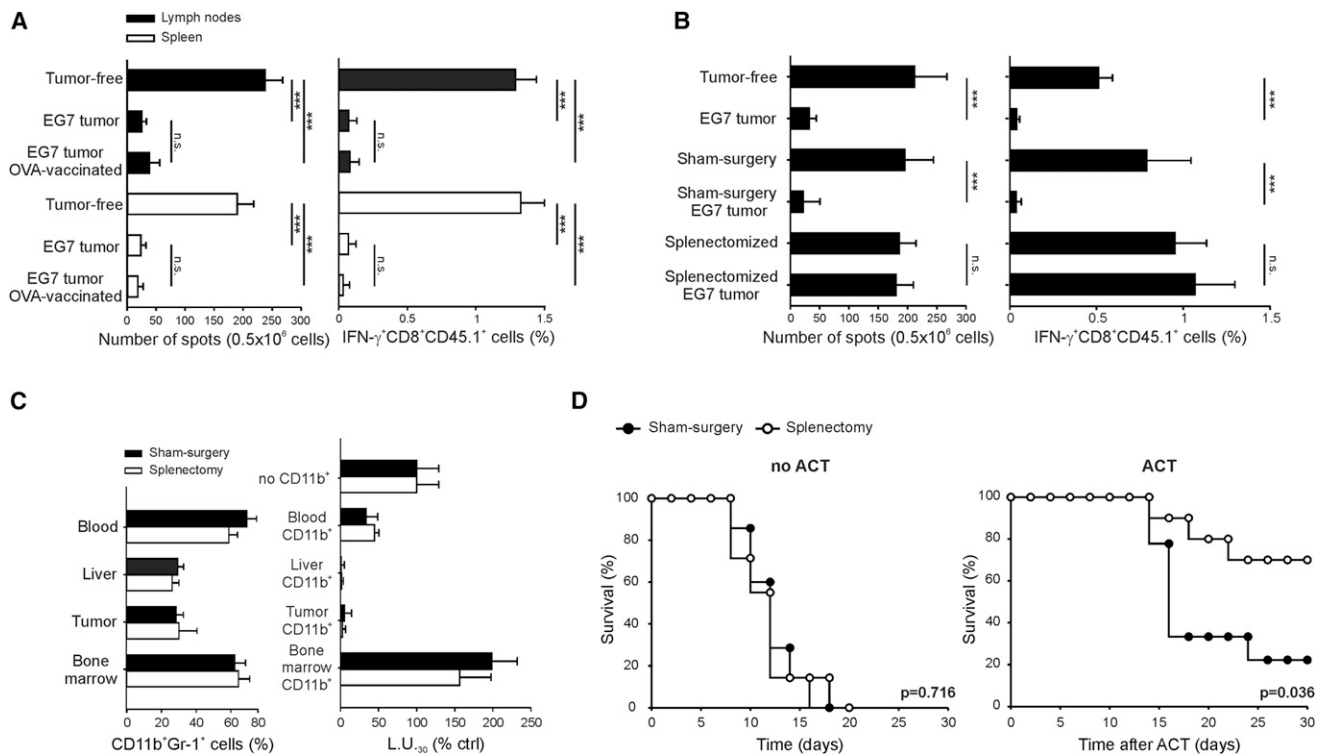 A
Lymph nodes
Spleen
Tumor-free
EG7 tumor
EG7 tumor
OVA-vaccinated
Tumor-free
EG7 tumor
EG7 tumor
OVA-vaccinated
***
***
n.s.
***
***
n.s.
0 50 100 150 200 250 300
Number of spots (0.5x10⁶ cells)
***
***
n.s.
***
***
n.s.
0 0.5 1 1.5
IFN-γ⁺CD8⁺CD45.1⁺ cells (%)
B
Tumor-free
EG7 tumor
Sham-surgery
Sham-surgery
EG7 tumor
Splenectomized
Splenectomized
EG7 tumor
***
***
n.s.
0 50 100 150 200 250 300
Number of spots (0.5x10⁶ cells)
***
***
n.s.
0 0.5 1 1.5
IFN-γ⁺CD8⁺CD45.1⁺ cells (%)
C
Sham-surgery
Splenectomy
Blood
Liver
Tumor
Bone
marrow
0 20 40 60 80
CD11b⁺Gr-1⁺ cells (%)
no CD11b⁺
Blood
CD11b⁺
Liver
CD11b⁺
Tumor
CD11b⁺
Bone
marrow
CD11b⁺
0 50 100 150 200 250
L.U.₃₀ (% ctrl)
D
Sham-surgery Splenectomy
no ACT
Survival (%)
100
80
60
40
20
0
p=0.716
0 5 10 15 20 25 30
Time (days)
ACT
Survival (%)
100
80
60
40
20
0
p=0.036
0 5 10 15 20 25 30
Time after ACT (days)